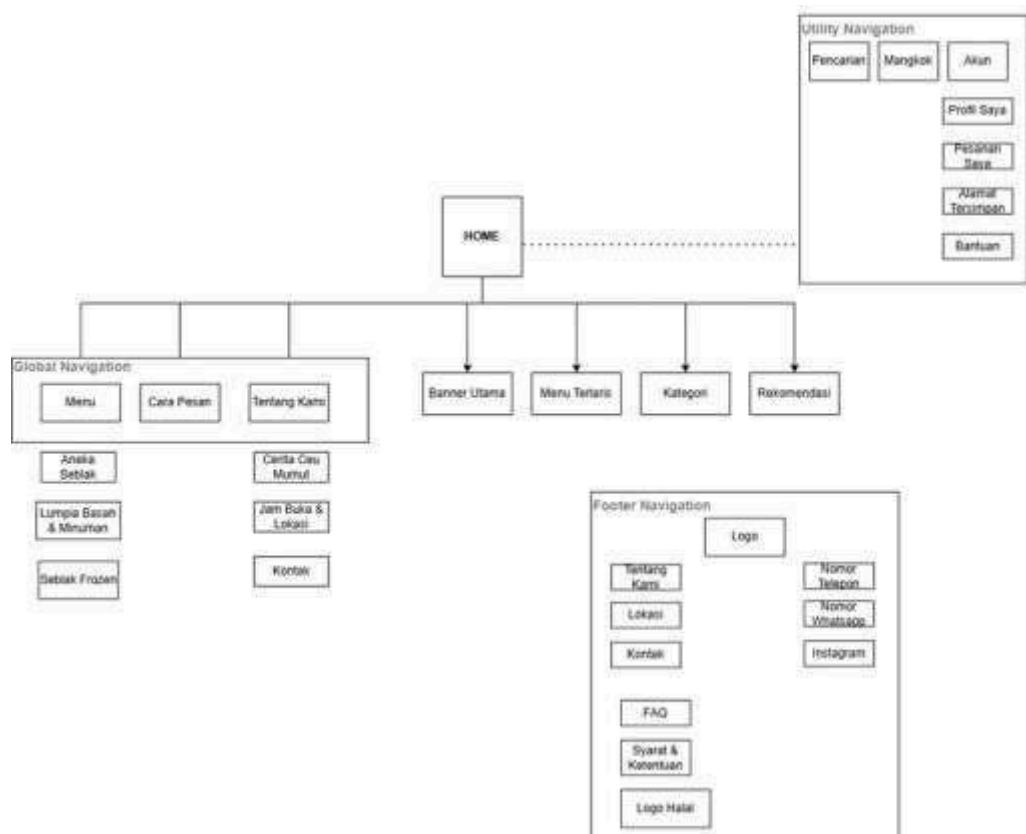 Utility Navigation
Pencarian
Mangkok
Akun
Profil Saya
Pesanan
Saya
Alamat
Tersimpan
Bantuan
HOME
Global Navigation
Menu
Cara Pesan
Tentang Kami
Banner Utama
Menu Terlaris
Kategori
Rekomendasi
Aneka
Seblak
Lumpia Basah
& Minuman
Seblak Frozen
Cerita Ceu
Mumut
Jam Buka &
Lokasi
Kontak
Footer Navigation
Logo
Tentang
Kami
Lokasi
Kontak
Nomor
Telepon
Nomor
Whatsapp
Instagram
FAQ
Syarat &
Ketentuan
Logo Halal